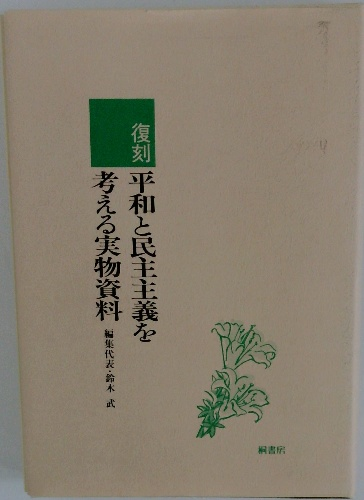 復刻
平和と民主主義を
考える実物資料
編集代表・鈴木 武
桐書房